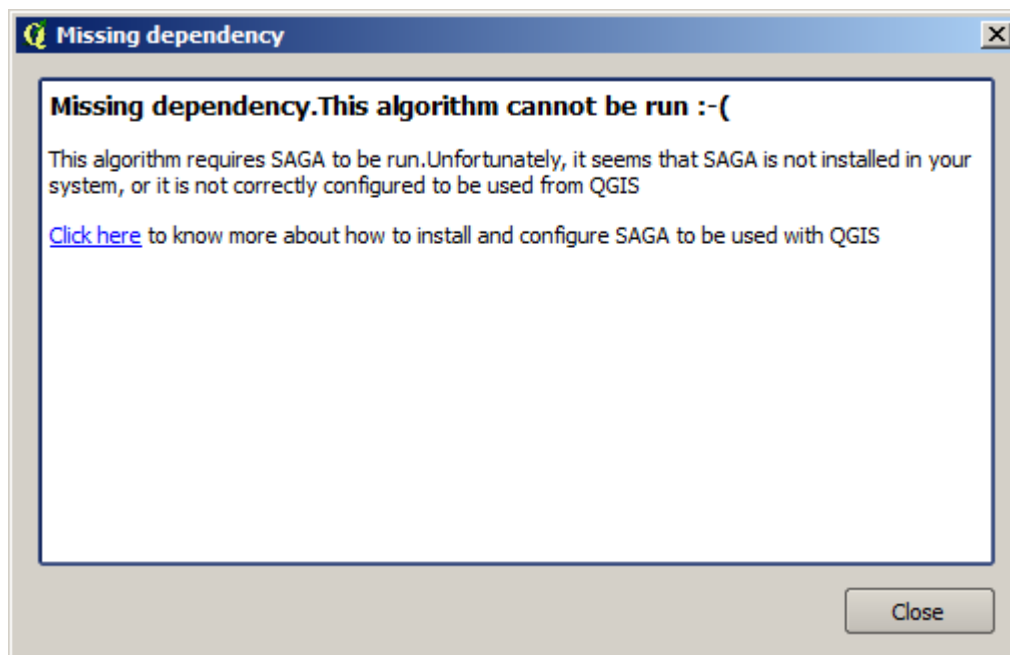 Missing dependency
Missing dependency.This algorithm cannot be run :-(
This algorithm requires SAGA to be run.Unfortunately, it seems that SAGA is not installed in your
system, or it is not correctly configured to be used from QGIS
Click here to know more about how to install and configure SAGA to be used with QGIS
Close